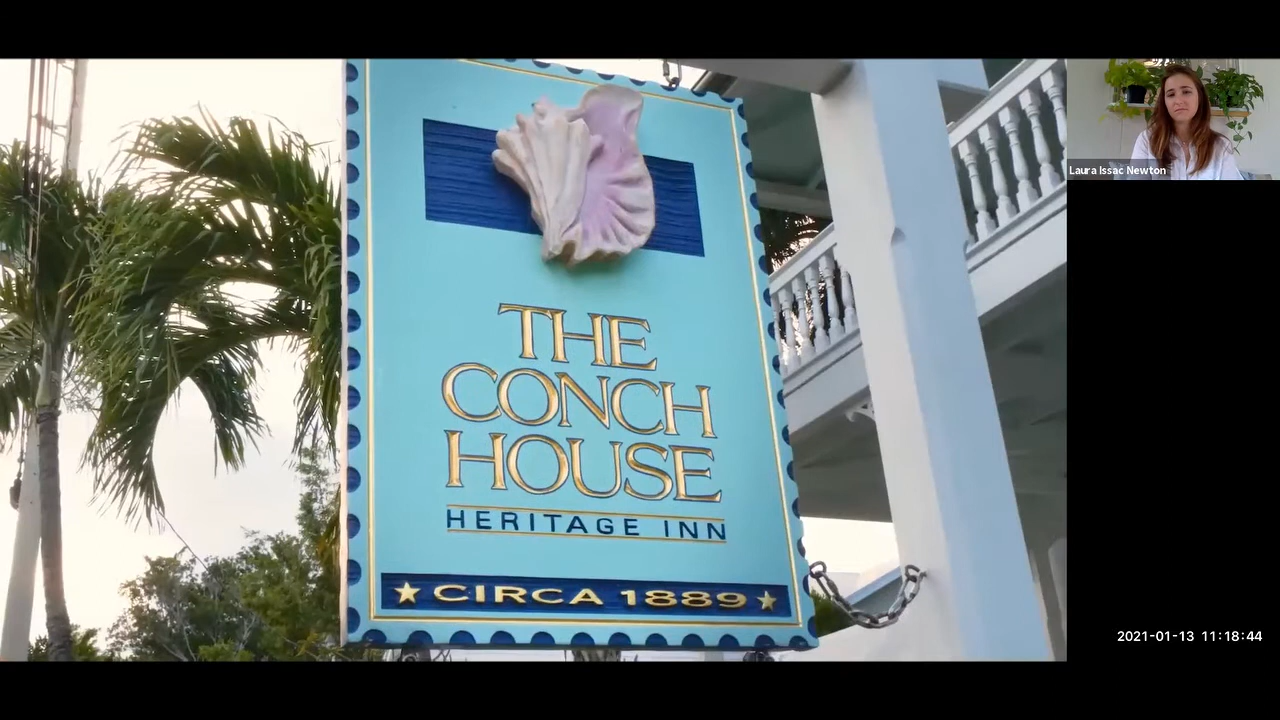 THE
CONCH
HOUSE
HERITAGE INN
★ CIRCA 1889 ★
Laura Issac Newton
2021-01-13 11:18:44